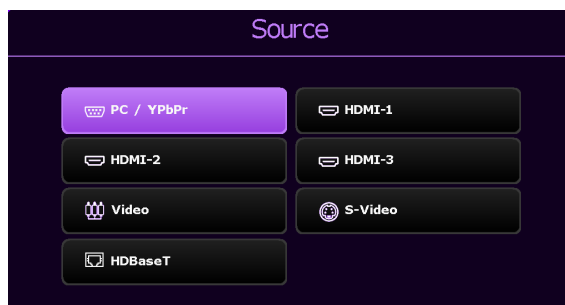 Source
PC / YPbPr
HDMI-1
HDMI-2
HDMI-3
Video
S-Video
HDBaseT